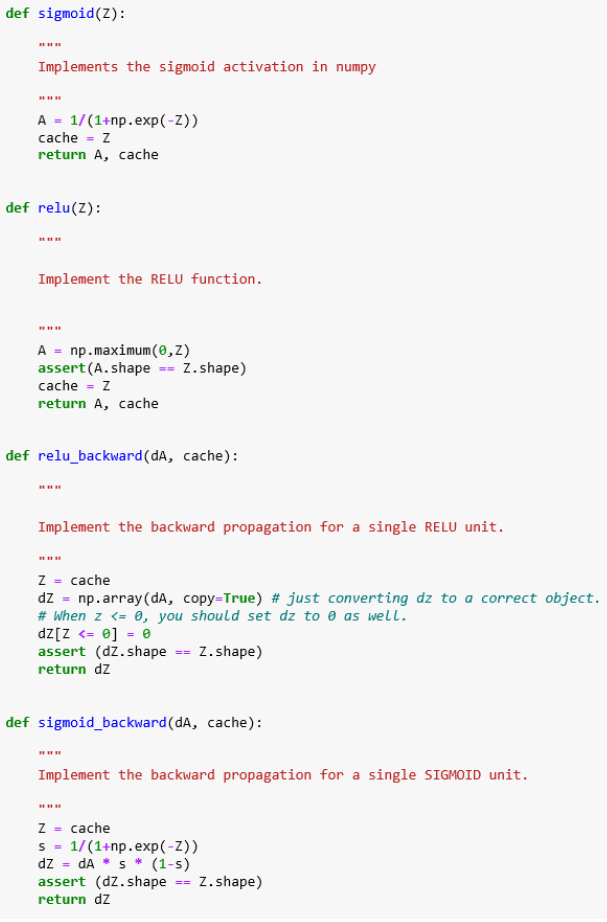 def sigmoid(Z):
    """
    Implements the sigmoid activation in numpy
    """
    A = 1/(1+np.exp(-Z))
    cache = Z
    return A, cache
def relu(Z):
    """
    Implement the RELU function.
    """
    A = np.maximum(0,Z)
    assert(A.shape == Z.shape)
    cache = Z
    return A, cache
def relu_backward(dA, cache):
    """
    Implement the backward propagation for a single RELU unit.
    """
    Z = cache
    dZ = np.array(dA, copy=True) # just converting dz to a correct object.
    # When z <= 0, you should set dz to 0 as well.
    dZ[Z <= 0] = 0
    assert (dZ.shape == Z.shape)
    return dZ
def sigmoid_backward(dA, cache):
    """
    Implement the backward propagation for a single SIGMOID unit.
    """
    Z = cache
    s = 1/(1+np.exp(-Z))
    dZ = dA * s * (1-s)
    assert (dZ.shape == Z.shape)
    return dZ